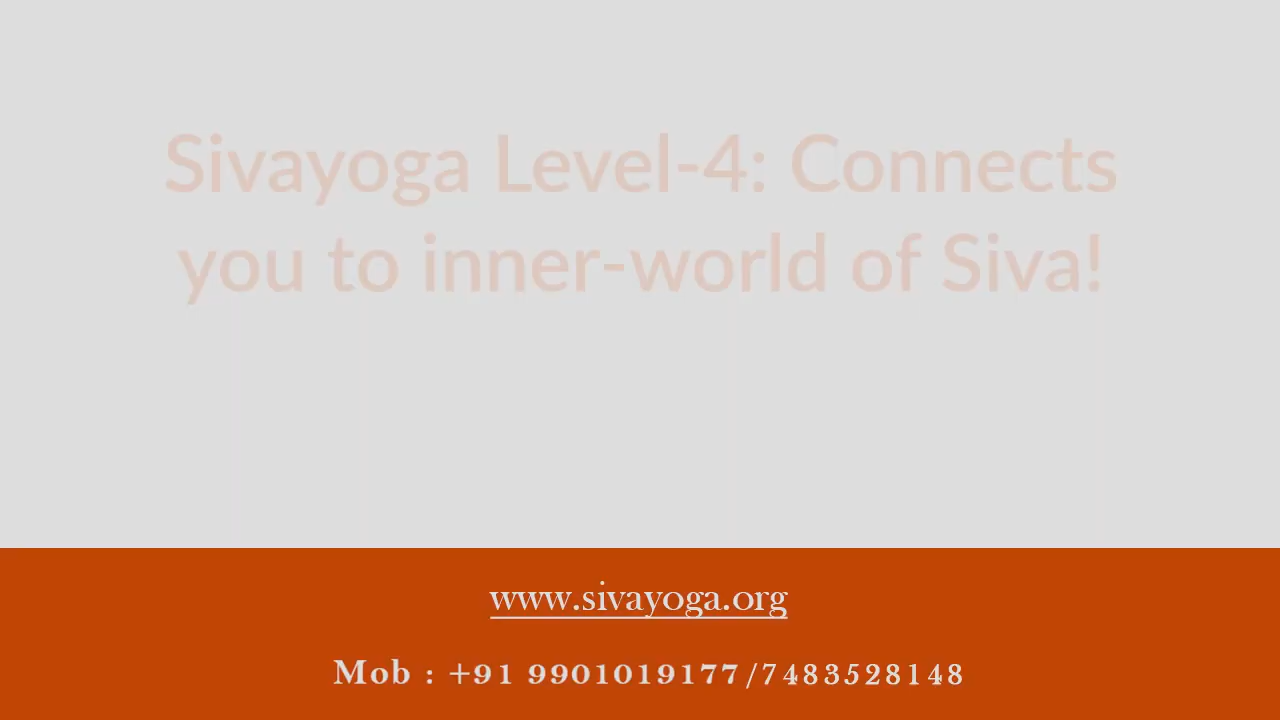 Sivayoga Level-4: Connects
you to inner-world of Siva!
www.sivayoga.org
Mob : +91 9901019177/7483528148